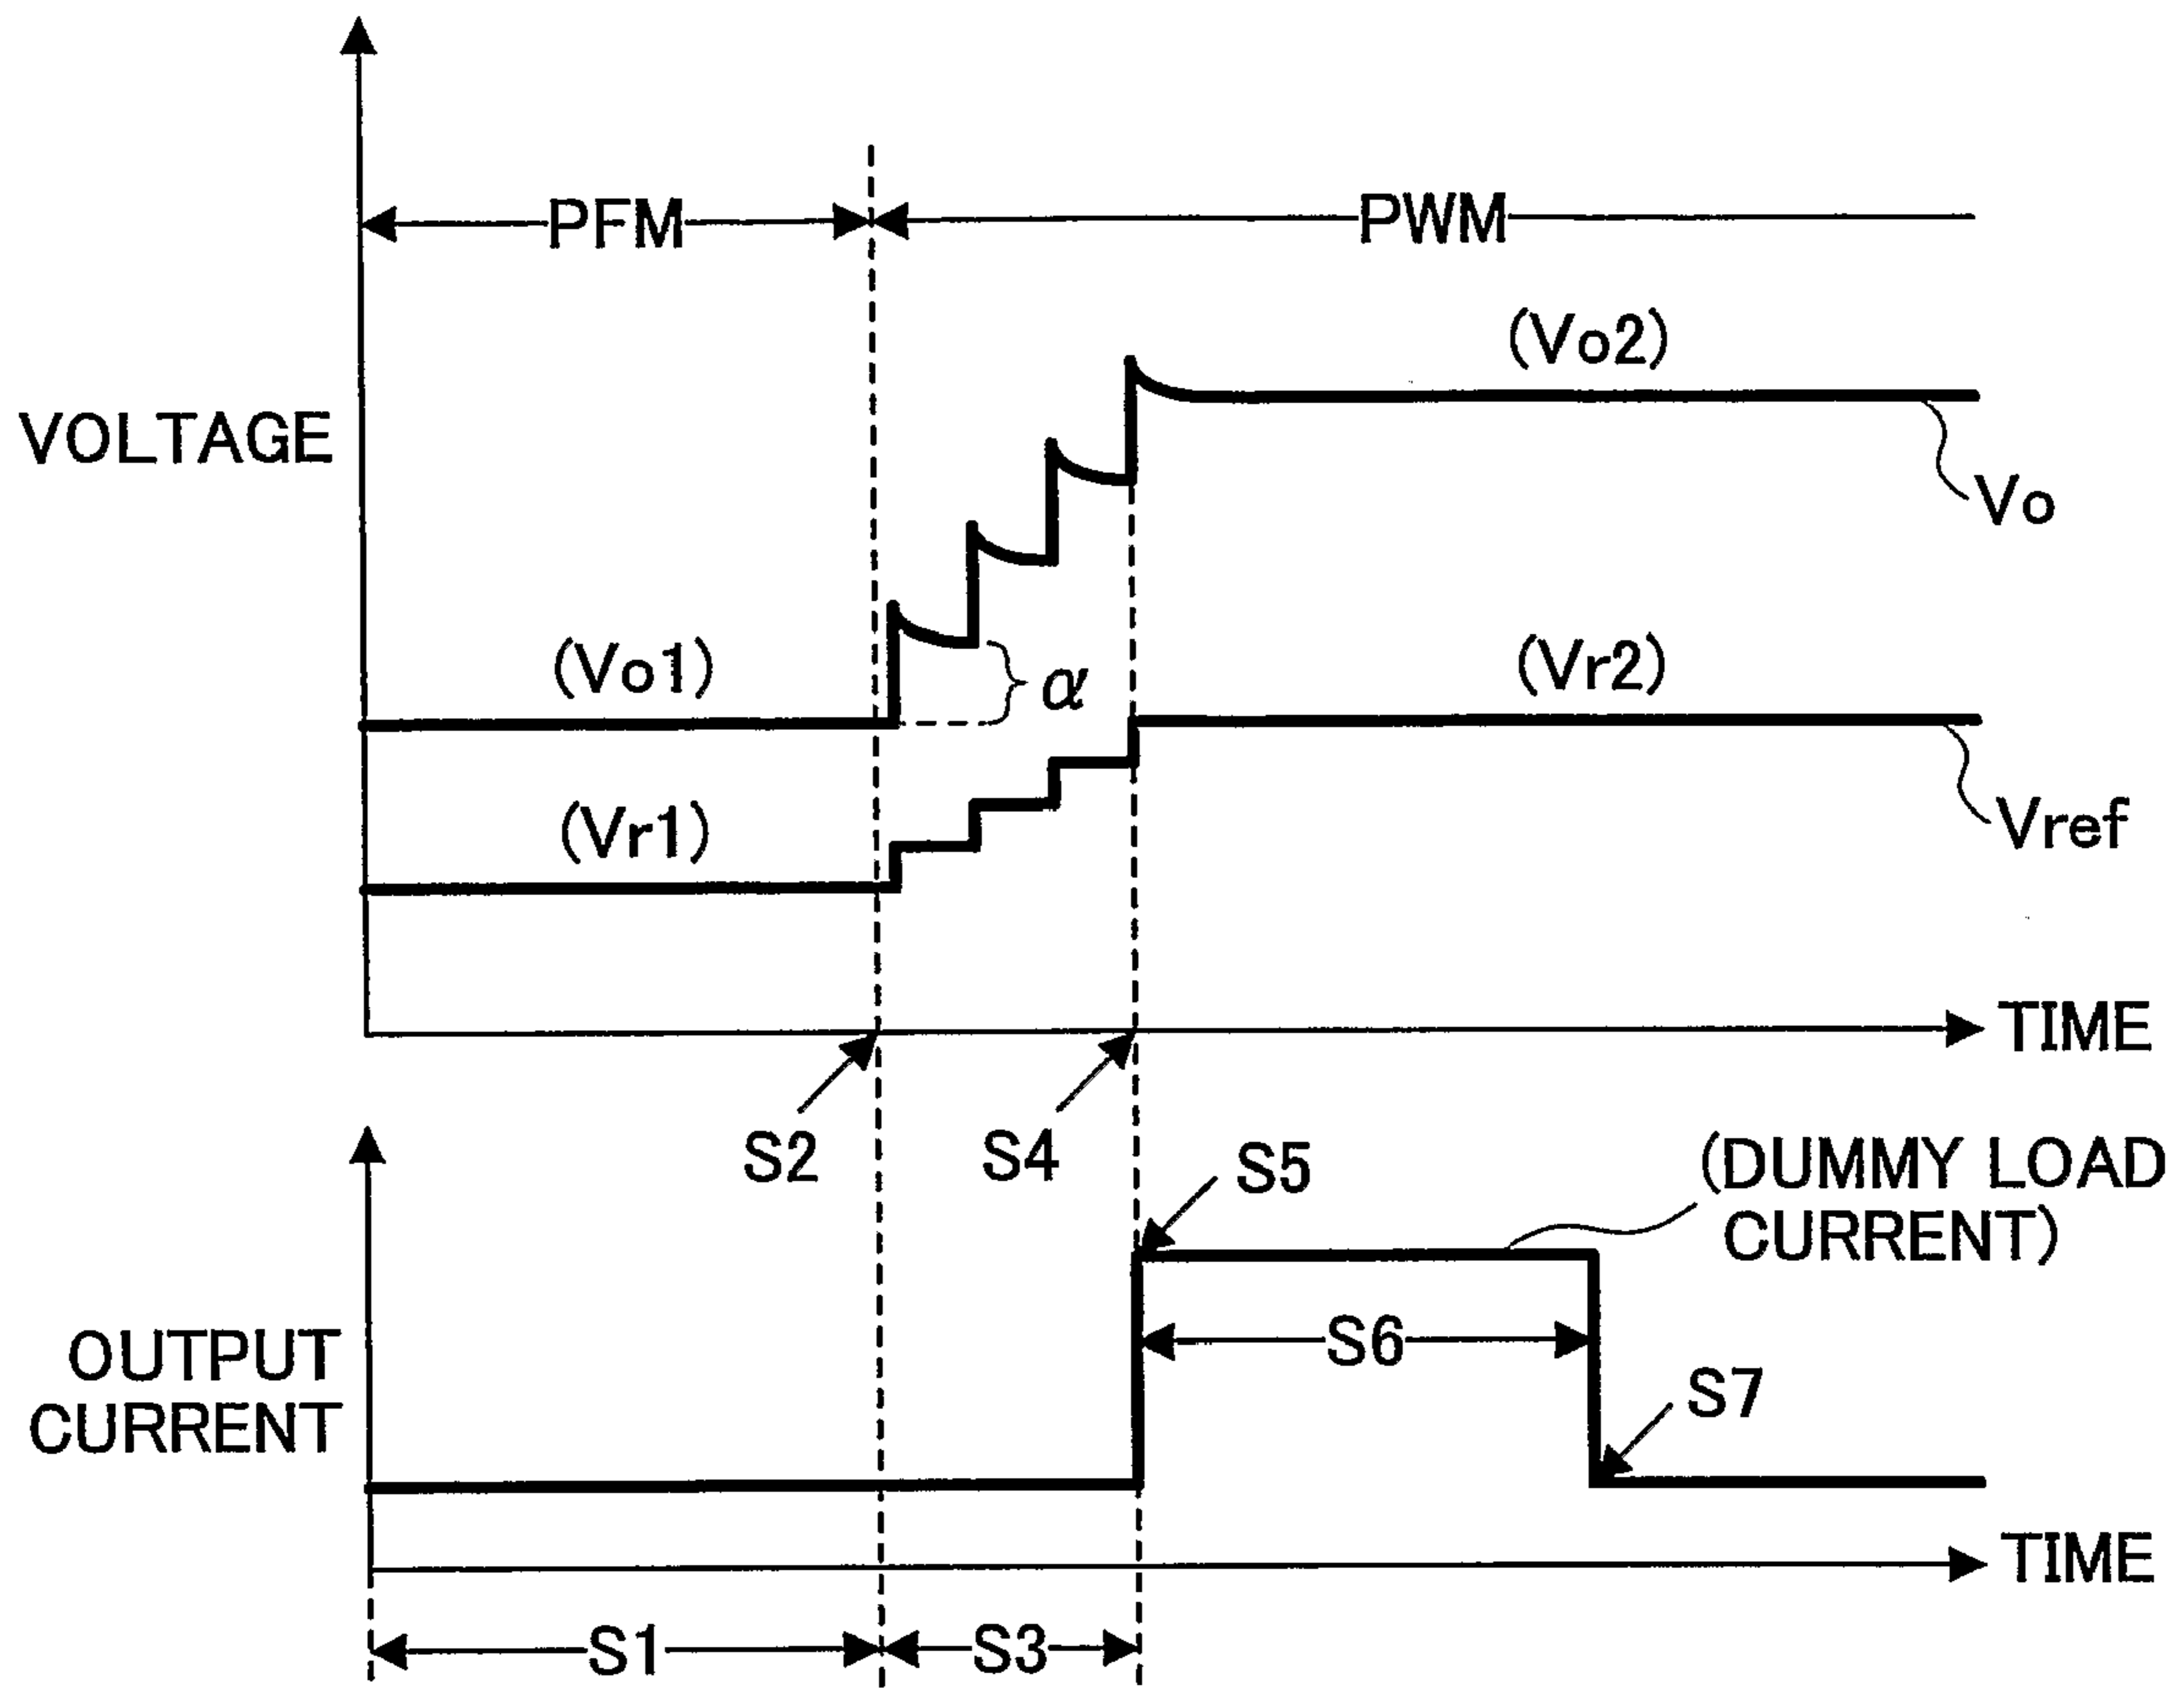 PFM
PWM
(Vo2)
VOLTAGE
Vo
(Vo1)
α
(Vr2)
(Vr1)
Vref
TIME
S2
S4
S5
(DUMMY LOAD
CURRENT)
OUTPUT
CURRENT
S6
S7
TIME
S1
S3